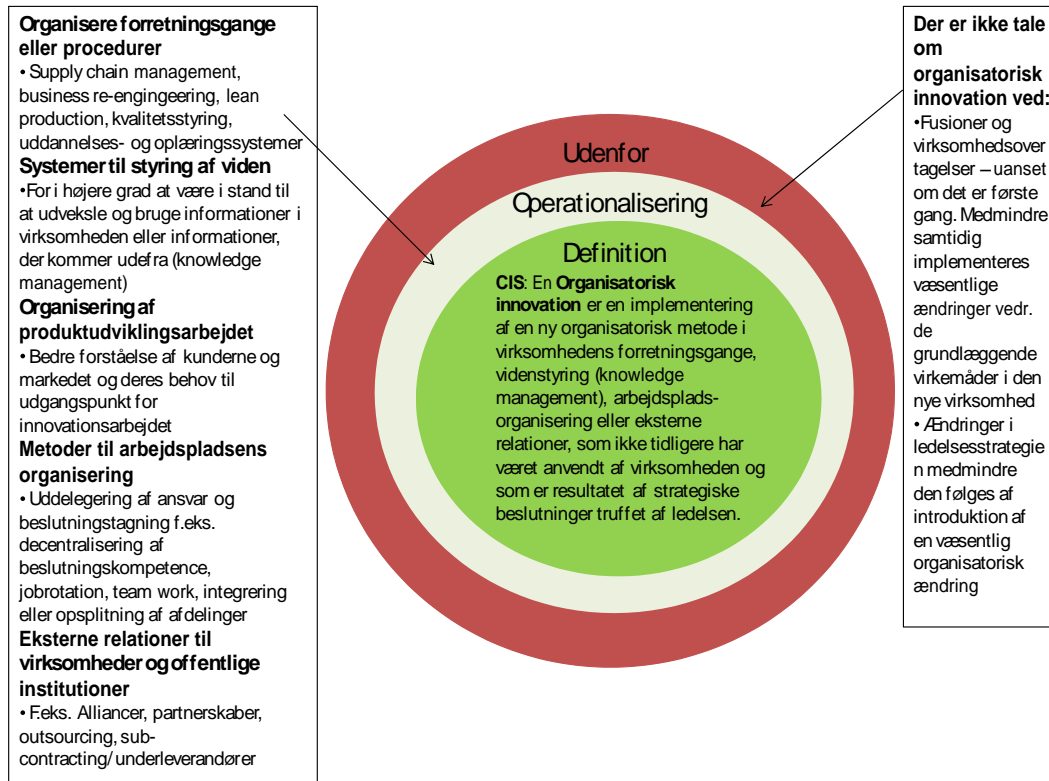 Organisere forretningsgange
eller procedurer
• Supply chain management,
business re-engingeering, lean
production, kvalitetsstyring,
uddannelses- og oplæringssystemer
Systemer til styring af viden
•For i højere grad at være i stand til
at udveksle og bruge informationer i
virksomheden eller informationer,
der kommer udefra (knowledge
management)
Organisering af
produktudviklingsarbejdet
• Bedre forståelse af kunderne og
markedet og deres behov til
udgangspunkt for
innovationsarbejdet
Metoder til arbejdspladsens
organisering
• Uddelegering af ansvar og
beslutningstagning f.eks.
decentralisering af
beslutningskompetence,
jobrotation, team work, integrering
eller opsplitning af afdelinger
Eksterne relationer til
virksomheder og offentlige
institutioner
• F.eks. Alliancer, partnerskaber,
outsourcing, sub-
contracting/underleverandører
Udenfor
Operationalisering
Definition
CIS: En Organisatorisk
innovation er en implementering
af en ny organisatorisk metode i
virksomhedens forretningsgange,
videnstyring (knowledge
management), arbejdsplads-
organisering eller eksterne
relationer, som ikke tidligere har
været anvendt af virksomheden og
som er resultatet af strategiske
beslutninger truffet af ledelsen.
Der er ikke tale
om
organisatorisk
innovation ved:
•Fusioner og
virksomhedsover
tagelser – uanset
om det er første
gang. Medmindre
samtidig
implementeres
væsentlige
ændringer vedr.
de
grundlæggende
virkemåder i den
nye virksomhed
• Ændringer i
ledelsesstrategie
n medmindre
den følges af
introduktion af
en væsentlig
organisatorisk
ændring